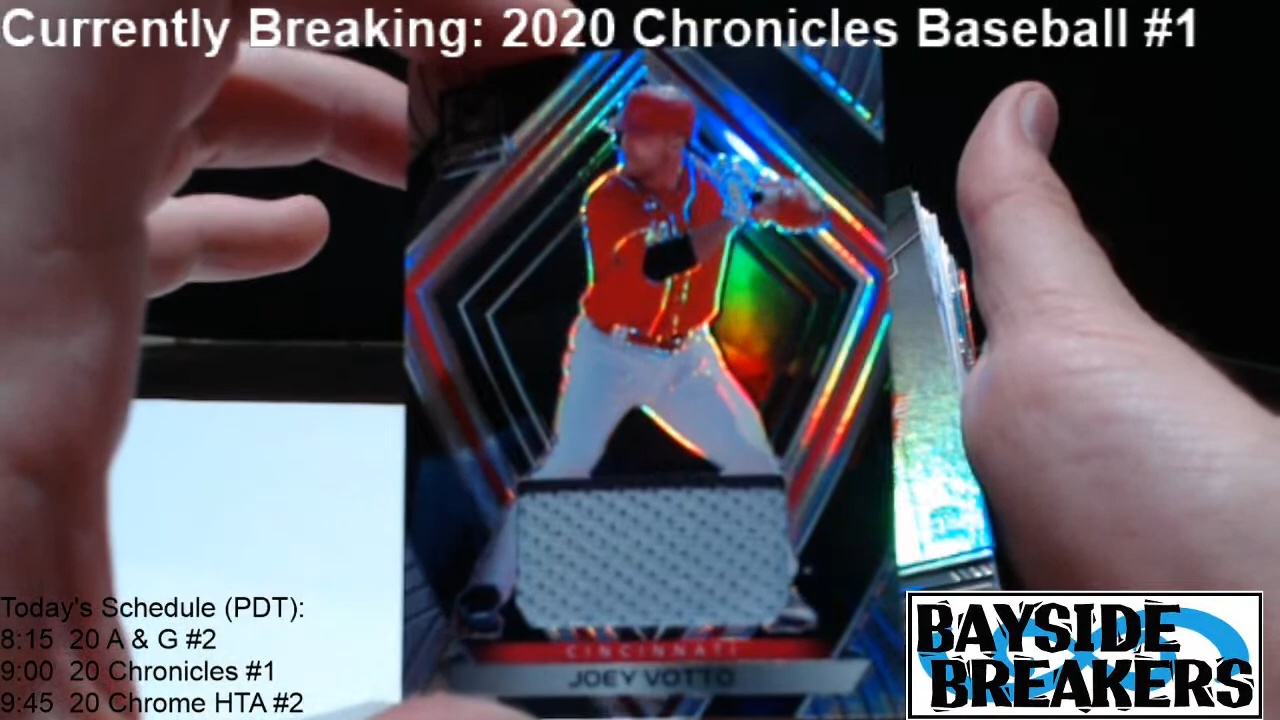 Currently Breaking: 2020 Chronicles Baseball #1
CINCINNATI
JOEY VOTTO
Today's Schedule (PDT):
8:15 20 A & G #2
9:00 20 Chronicles #1
9:45 20 Chrome HTA #2
BAYSIDE
BREAKERS